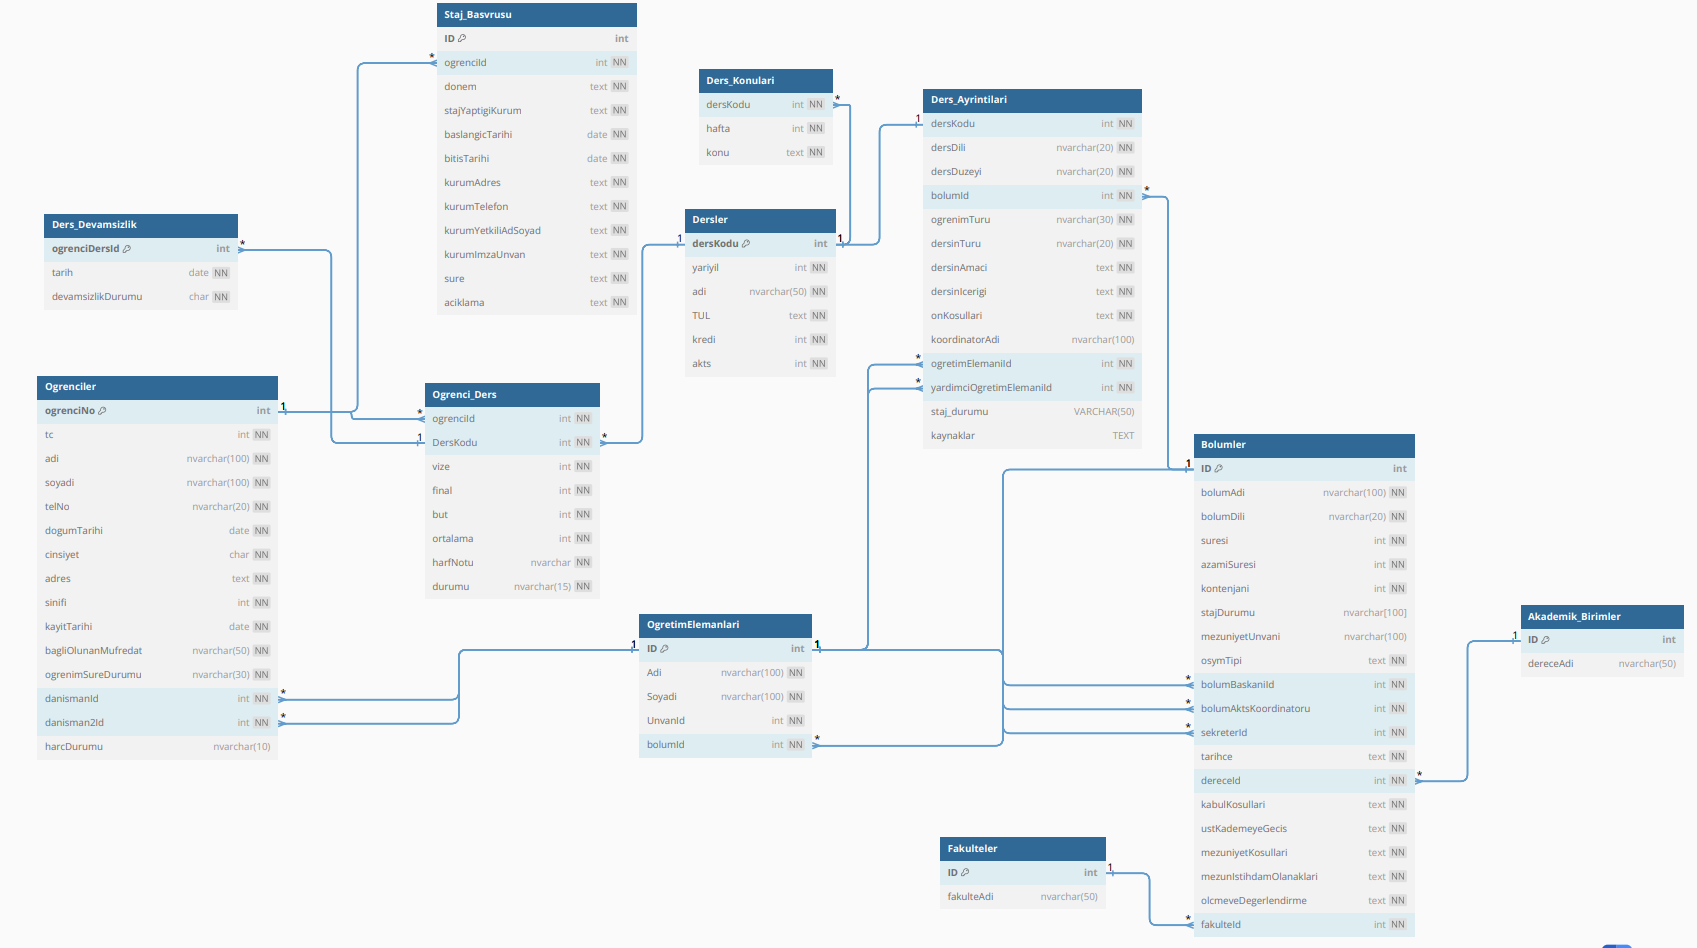 Staj_Basvrusu
ID int
* ogrenciId int NN
donem text NN
stajYaptigiKurum text NN
baslangicTarihi date NN
bitisTarihi date NN
kurumAdres text NN
kurumTelefon text NN
kurumYetkiliAdSoyad text NN
kurumImzaUnvan text NN
sure text NN
aciklama text NN
Ders_Konulari
dersKodu int NN *
hafta int NN
konu text NN
Ders_Ayrintilari
1 dersKodu int NN
dersDili nvarchar(20) NN
dersDuzeyi nvarchar(20) NN
bolumId int NN *
ogrenimTuru nvarchar(30) NN
dersinTuru nvarchar(20) NN
dersinAmaci text NN
dersinIcerigi text NN
onKosullari text NN
koordinatorAdi nvarchar(100)
* ogretimElemaniId int NN
* yardimciOgretimElemaniId int NN
staj_durumu VARCHAR(50)
kaynaklar TEXT
Ders_Devamsizlik
ogrenciDersId int *
tarih date NN
devamsizlikDurumu char NN
Dersler
1 dersKodu int 1
yariyil int NN
adi nvarchar(50) NN
TUL text NN
kredi int NN
akts int NN
Ogrenciler
ogrenciNo int 1
tc int NN
adi nvarchar(100) NN
soyadi nvarchar(100) NN
telNo nvarchar(20) NN
dogumTarihi date NN
cinsiyet char NN
adres text NN
sinifi int NN
kayitTarihi date NN
bagliOlunanMufredat nvarchar(50) NN
ogrenimSureDurumu nvarchar(30) NN
danismanId int NN *
danisman2Id int NN *
harcDurumu nvarchar(10)
Ogrenci_Ders
* ogrenciId int NN
1 DersKodu int NN *
vize int NN
final int NN
but int NN
ortalama int NN
harfNotu nvarchar NN
durumu nvarchar(15) NN
OgretimElemanlari
1 ID int 1
Adi nvarchar(100) NN
Soyadi nvarchar(100) NN
UnvanId int NN
bolumId int NN *
Bolumler
1 ID int
bolumAdi nvarchar(100) NN
bolumDili nvarchar(20) NN
suresi int NN
azamiSuresi int NN
kontenjani int NN
stajDurumu nvarchar[100]
mezuniyetUnvani nvarchar(100)
osymTipi text NN
* bolumBaskaniId int NN
* bolumAktsKoordinatoru int NN
* sekreterId int NN
tarihce text NN
dereceId int NN *
kabulKosullari text NN
ustKademeyeGecis text NN
mezuniyetKosullari text NN
mezunIstihdamOlanaklari text NN
olcmeveDegerlendirme text NN
* fakulteId int NN
Akademik_Birimler
1 ID int
dereceAdi nvarchar(50)
Fakulteler
ID int 1
fakulteAdi nvarchar(50)